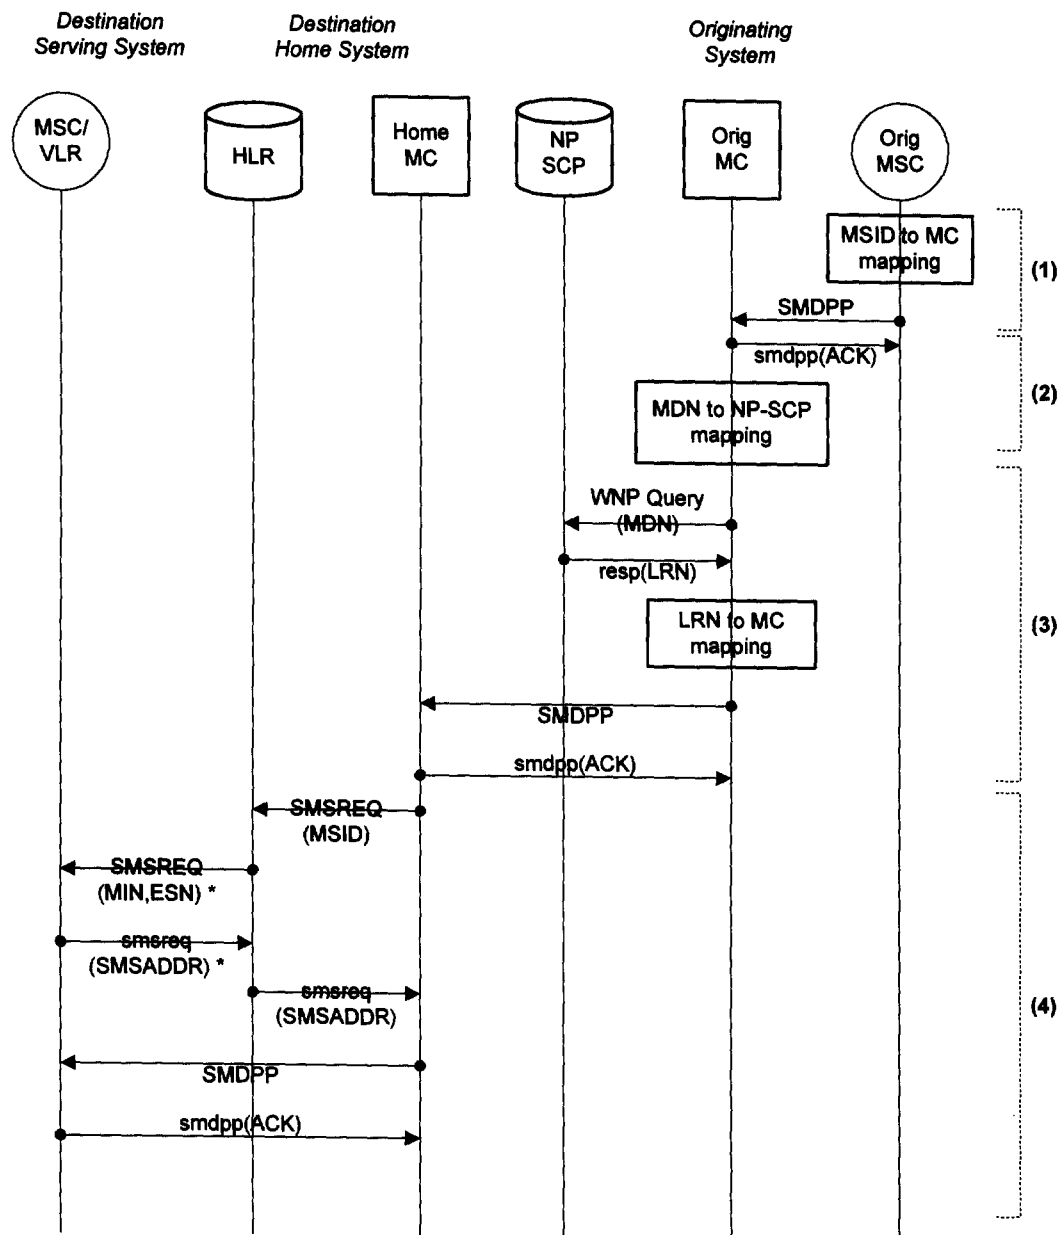 Destination
Serving System
Destination
Home System
Originating
System
MSC/
VLR
HLR
Home
MC
NP
SCP
Orig
MC
Orig
MSC
MSID to MC
mapping
(1)
SMDPP
smdpp(ACK)
(2)
MDN to NP-SCP
mapping
WNP Query
(MDN)
resp(LRN)
LRN to MC
mapping
(3)
SMDPP
smdpp(ACK)
SMSREQ
(MSID)
SMSREQ
(MIN,ESN) *
smsreq
(SMSADDR) *
smsreq
(SMSADDR)
(4)
SMDPP
smdpp(ACK)